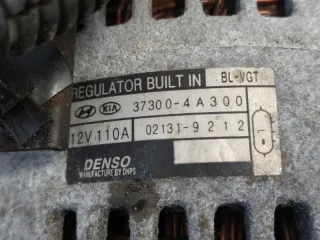 REGULATOR BUILT IN BL-VGT
KIA 37300-4A300
12V 110A 02131-9212 L
DENSO
MANUFACTURE BY DNPS